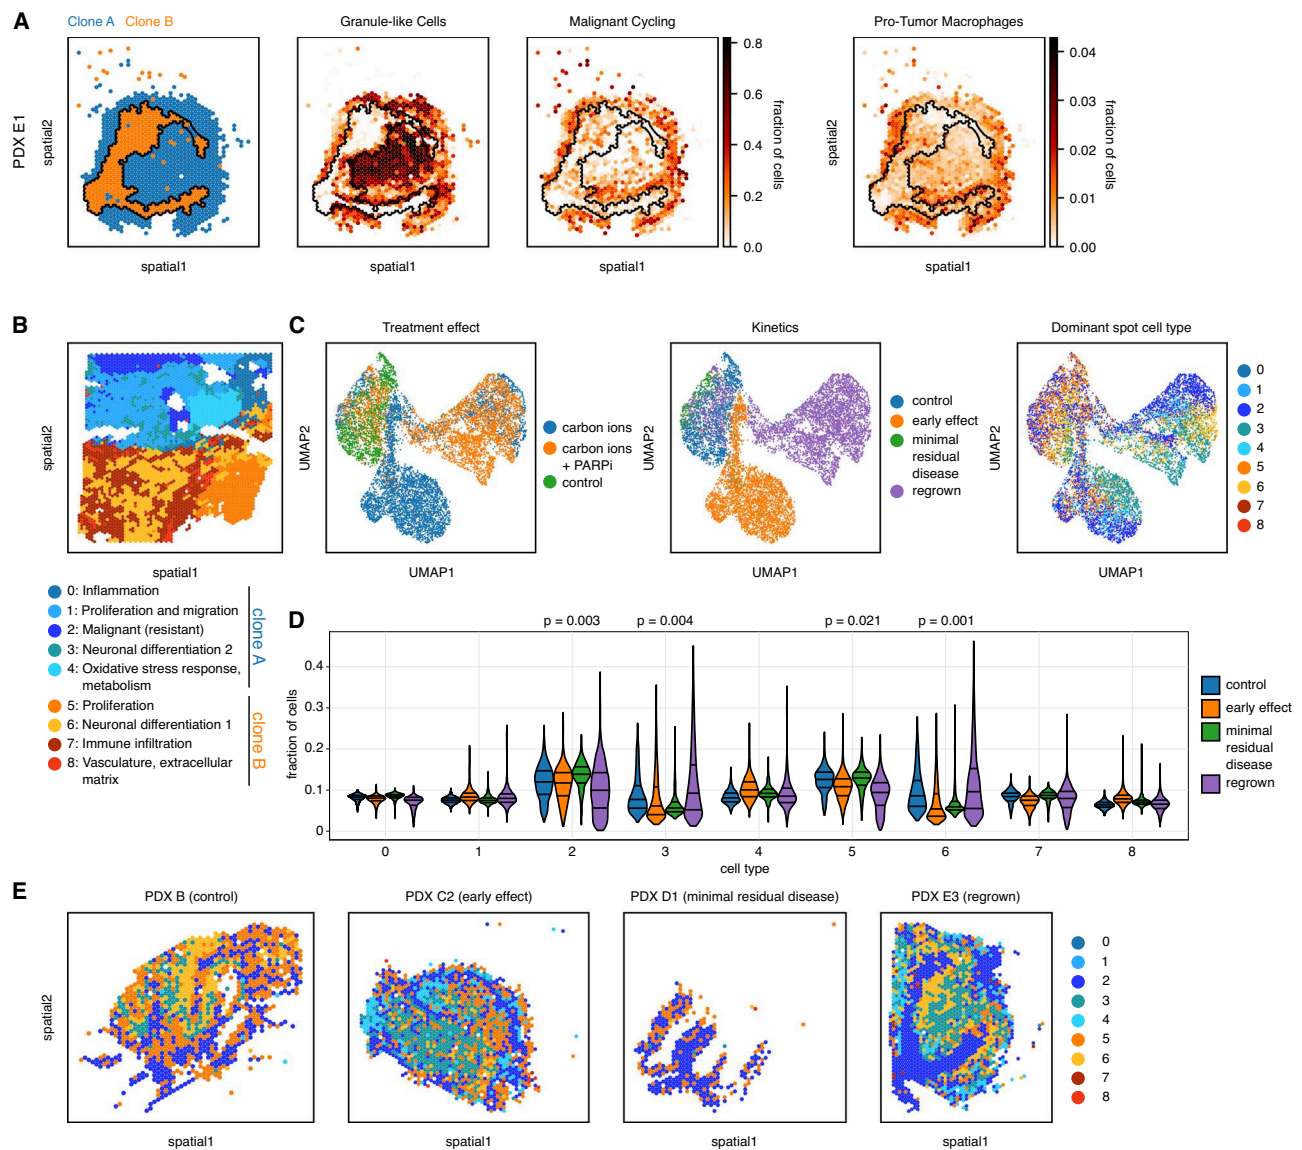 A
Clone A Clone B
Granule-like Cells
Malignant Cycling
Pro-Tumor Macrophages
PDX E1
spatial2
spatial1
spatial1
spatial1
0.8
0.6
0.4
0.2
0.0
fraction of cells
spatial2
spatial1
0.04
0.03
0.02
0.01
0.00
fraction of cells
B
spatial2
spatial1
0: Inflammation
1: Proliferation and migration
2: Malignant (resistant)
3: Neuronal differentiation 2
4: Oxidative stress response,
metabolism
clone A
5: Proliferation
6: Neuronal differentiation 1
7: Immune infiltration
8: Vasculature, extracellular
matrix
clone B
C
Treatment effect
UMAP2
UMAP1
carbon ions
carbon ions
+ PARPi
control
Kinetics
UMAP2
UMAP1
control
early effect
minimal
residual
disease
regrown
Dominant spot cell type
UMAP2
UMAP1
0
1
2
3
4
5
6
7
8
D
p = 0.003
p = 0.004
p = 0.021
p = 0.001
fraction of cells
0.4
0.3
0.2
0.1
0
0 1 2 3 4 5 6 7 8
cell type
control
early effect
minimal
residual
disease
regrown
E
PDX B (control)
PDX C2 (early effect)
PDX D1 (minimal residual disease)
PDX E3 (regrown)
spatial2
spatial1
spatial1
spatial1
spatial1
0
1
2
3
4
5
6
7
8